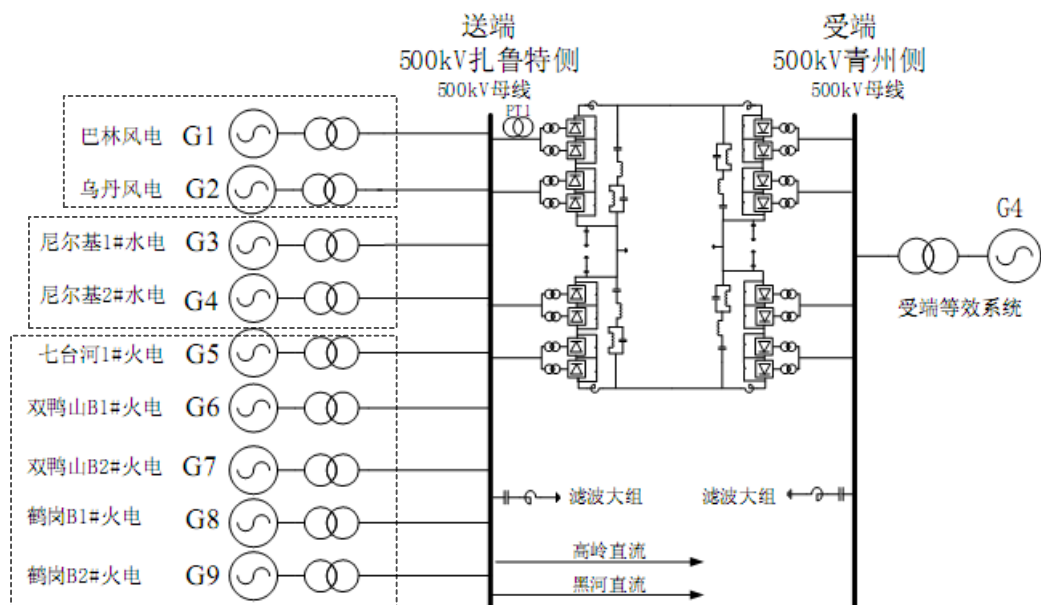 送端
500kV扎鲁特侧
500kV母线
受端
500kV青州侧
500kV母线
PT1
巴林风电 G1
乌丹风电 G2
尼尔基1#水电 G3
尼尔基2#水电 G4
七台河1#火电 G5
双鸭山B1#火电 G6
双鸭山B2#火电 G7
鹤岗B1#火电 G8
鹤岗B2#火电 G9
G4
受端等效系统
滤波大组
滤波大组
高岭直流
黑河直流